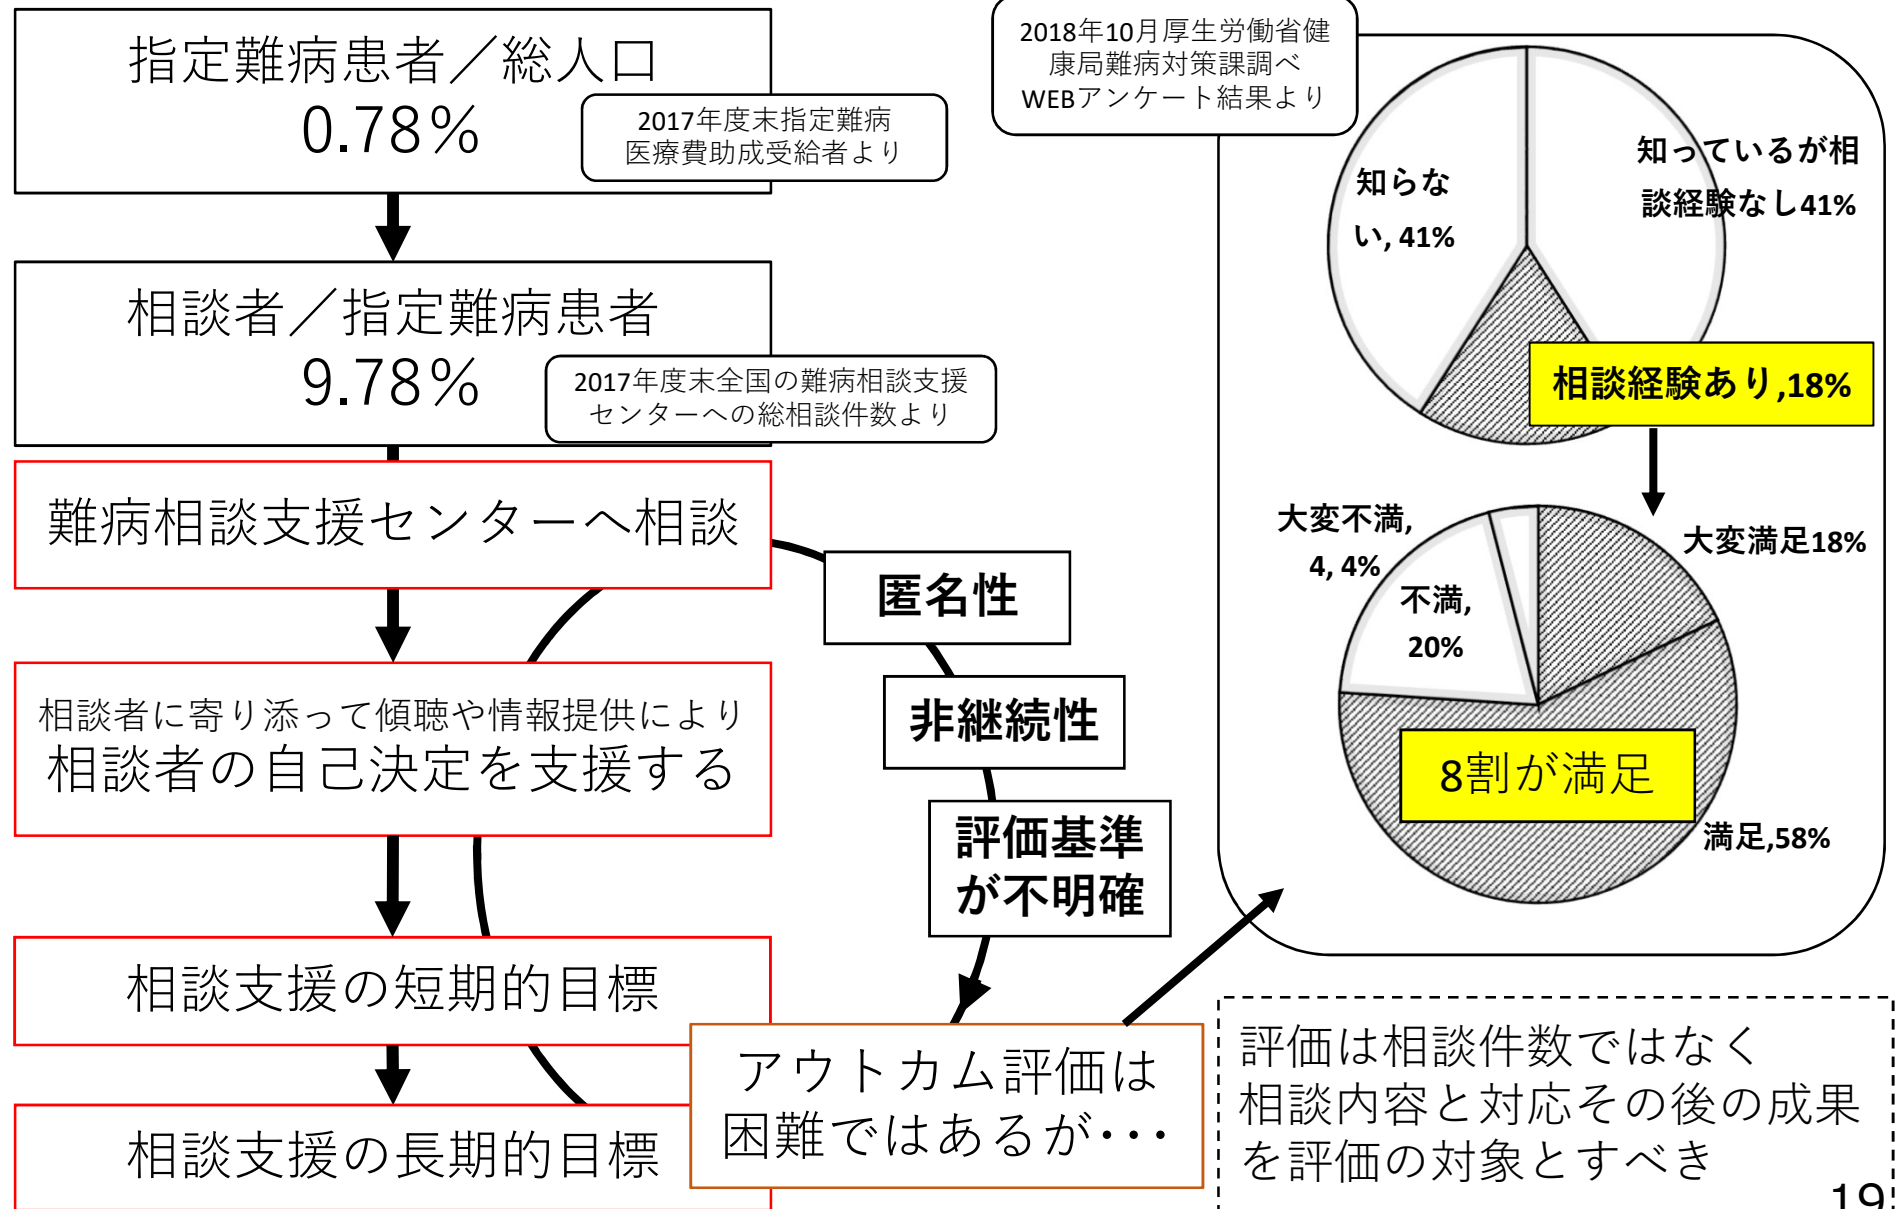 指定難病患者／総人口
0.78％
2017年度末指定難病
医療費助成受給者より
相談者／指定難病患者
9.78％
2017年度末全国の難病相談支援
センターへの総相談件数より
難病相談支援センターへ相談
相談者に寄り添って傾聴や情報提供により
相談者の自己決定を支援する
相談支援の短期的目標
相談支援の長期的目標
匿名性
非継続性
評価基準
が不明確
アウトカム評価は
困難ではあるが・・・
2018年10月厚生労働省健
康局難病対策課調べ
WEBアンケート結果より
知らな
い, 41%
知っているが相
談経験なし41%
相談経験あり,18%
大変不満,
4, 4%
不満,
20%
大変満足18%
8割が満足
満足,58%
評価は相談件数ではなく
相談内容と対応その後の成果
を評価の対象とすべき
19